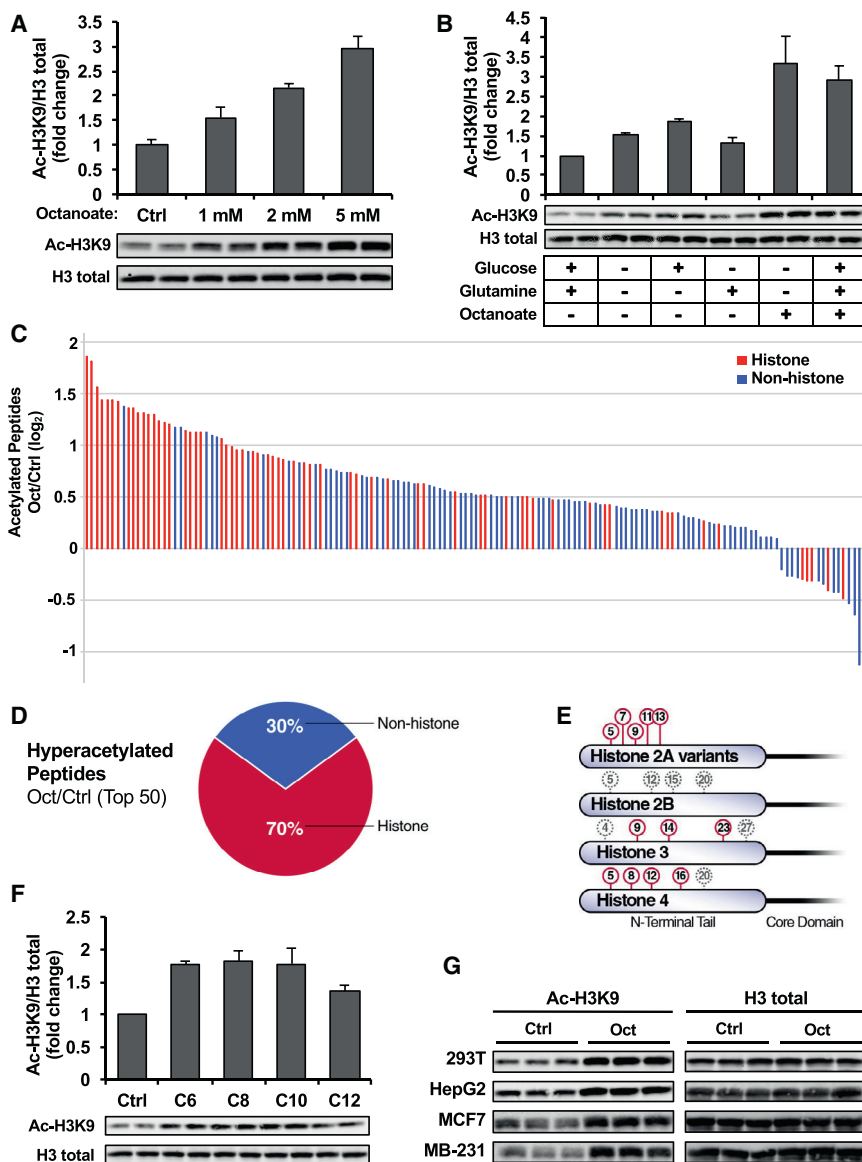 A
Ac-H3K9/H3 total
(fold change)
3.5
3
2.5
2
1.5
1
0.5
0
Octanoate: Ctrl 1 mM 2 mM 5 mM
Ac-H3K9
H3 total
B
Ac-H3K9/H3 total
(fold change)
4.5
4
3.5
3
2.5
2
1.5
1
0.5
0
Ac-H3K9
H3 total
Glucose + - + - - +
Glutamine + - - + - +
Octanoate - - - - + +
C
Acetylated Peptides
Oct/Ctrl (log2)
2
1.5
1
0.5
0
-0.5
-1
Histone
Non-histone
D
Hyperacetylated
Peptides
Oct/Ctrl (Top 50)
30%
Non-histone
70%
Histone
E
5 7 9 11 13
Histone 2A variants
5 12 15 20
Histone 2B
4 9 14 23 27
Histone 3
5 8 12 16 20
Histone 4
N-Terminal Tail Core Domain
F
Ac-H3K9/H3 total
(fold change)
2.5
2
1.5
1
0.5
0
Ctrl C6 C8 C10 C12
Ac-H3K9
H3 total
G
Ac-H3K9 H3 total
Ctrl Oct Ctrl Oct
293T
HepG2
MCF7
MB-231